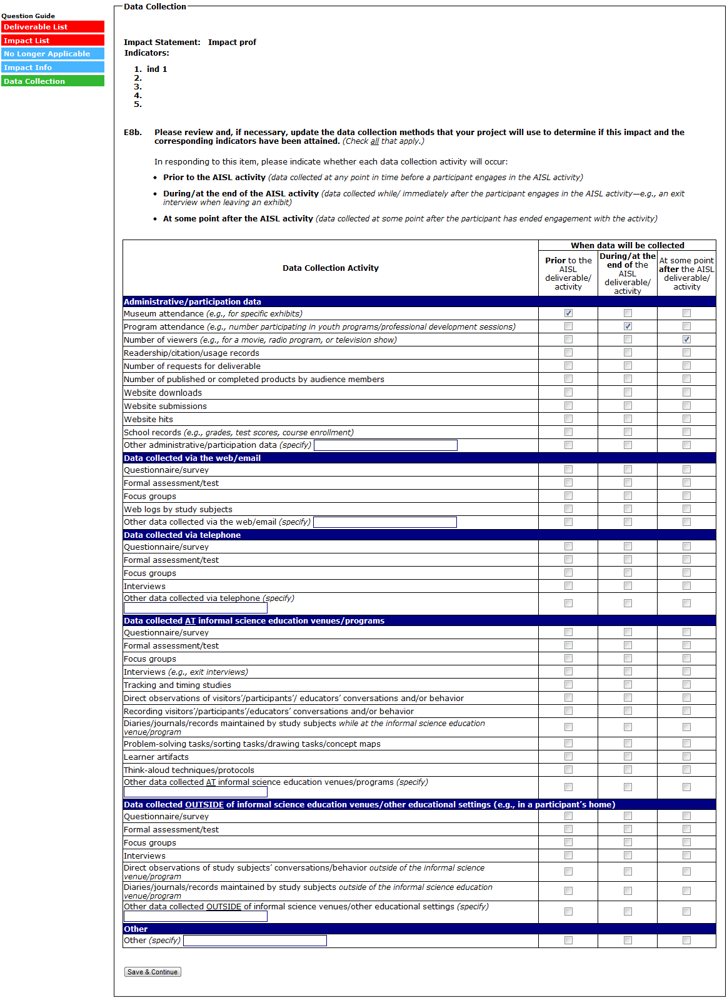 Question Guide
Deliverable List
Impact List
No Longer Applicable
Impact Info
Data Collection
Data Collection
Impact Statement: Impact prof
Indicators:
1. ind 1
2.
3.
4.
5.
E8b. Please review and, if necessary, update the data collection methods that your project will use to determine if this impact and the
corresponding indicators have been attained. (Check all that apply.)
In responding to this item, please indicate whether each data collection activity will occur:
• Prior to the AISL activity (data collected at any point in time before a participant engages in the AISL activity)
• During/at the end of the AISL activity (data collected while/ immediately after the participant engages in the AISL activity—e.g., an exit
interview when leaving an exhibit)
• At some point after the AISL activity (data collected at some point after the participant has ended engagement with the activity)
Data Collection Activity
When data will be collected
Prior to the
AISL
deliverable/
activity
During/at the
end of the
AISL
deliverable/
activity
At some point
after the AISL
deliverable/
activity
Administrative/participation data
Museum attendance (e.g., for specific exhibits)
Program attendance (e.g., number participating in youth programs/professional development sessions)
Number of viewers (e.g., for a movie, radio program, or television show)
Readership/citation/usage records
Number of requests for deliverable
Number of published or completed products by audience members
Website downloads
Website submissions
Website hits
School records (e.g., grades, test scores, course enrollment)
Other administrative/participation data (specify)
Data collected via the web/email
Questionnaire/survey
Formal assessment/test
Focus groups
Web logs by study subjects
Other data collected via the web/email (specify)
Data collected via telephone
Questionnaire/survey
Formal assessment/test
Focus groups
Interviews
Other data collected via telephone (specify)
Data collected AT informal science education venues/programs
Questionnaire/survey
Formal assessment/test
Focus groups
Interviews (e.g., exit interviews)
Tracking and timing studies
Direct observations of visitors’/participants’/ educators’ conversations and/or behavior
Recording visitors’/participants’/educators’ conversations and/or behavior
Diaries/journals/records maintained by study subjects while at the informal science education
venue/program
Problem-solving tasks/sorting tasks/drawing tasks/concept maps
Learner artifacts
Think-aloud techniques/protocols
Other data collected AT informal science education venues/programs (specify)
Data collected OUTSIDE of informal science education venues/other educational settings (e.g., in a participant’s home)
Questionnaire/survey
Formal assessment/test
Focus groups
Interviews
Direct observations of study subjects’ conversations/behavior outside of the informal science
venue/program
Diaries/journals/records maintained by study subjects outside of the informal science education
venue/program
Other data collected OUTSIDE of informal science venues/other educational settings (specify)
Other
Other (specify)
Save & Continue